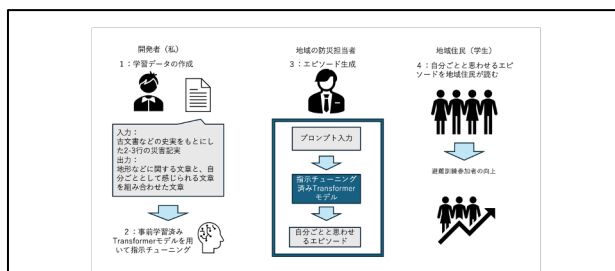 開発者（私）
1：学習データの作成
入力：
古文書などの史実をもとにし
た2-3行の災害記実
出力：
地形などに関する文章と、自
分ごととして感じられる文章
を組み合わせた文章
2：事前学習済み
Transformerモデルを用
いて指示チューニング
地域の防災担当者
3：エピソード生成
プロンプト入力
指示チューニング
済みTransformer
モデル
自分ごとと思わせ
るエピソード
地域住民（学生）
4：自分ごとと思わせるエピ
ソードを地域住民が読む
避難訓練参加者の向上